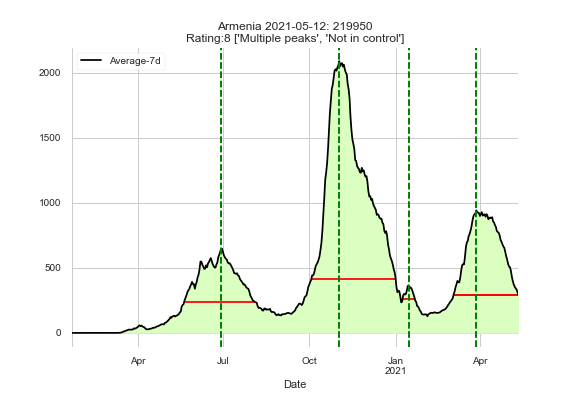 Armenia 2021-05-12: 219950
Rating:8 ['Multiple peaks', 'Not in control']
Average-7d
2000
1500
1000
500
0
Apr
Jul
Oct
Jan
2021
Apr
Date